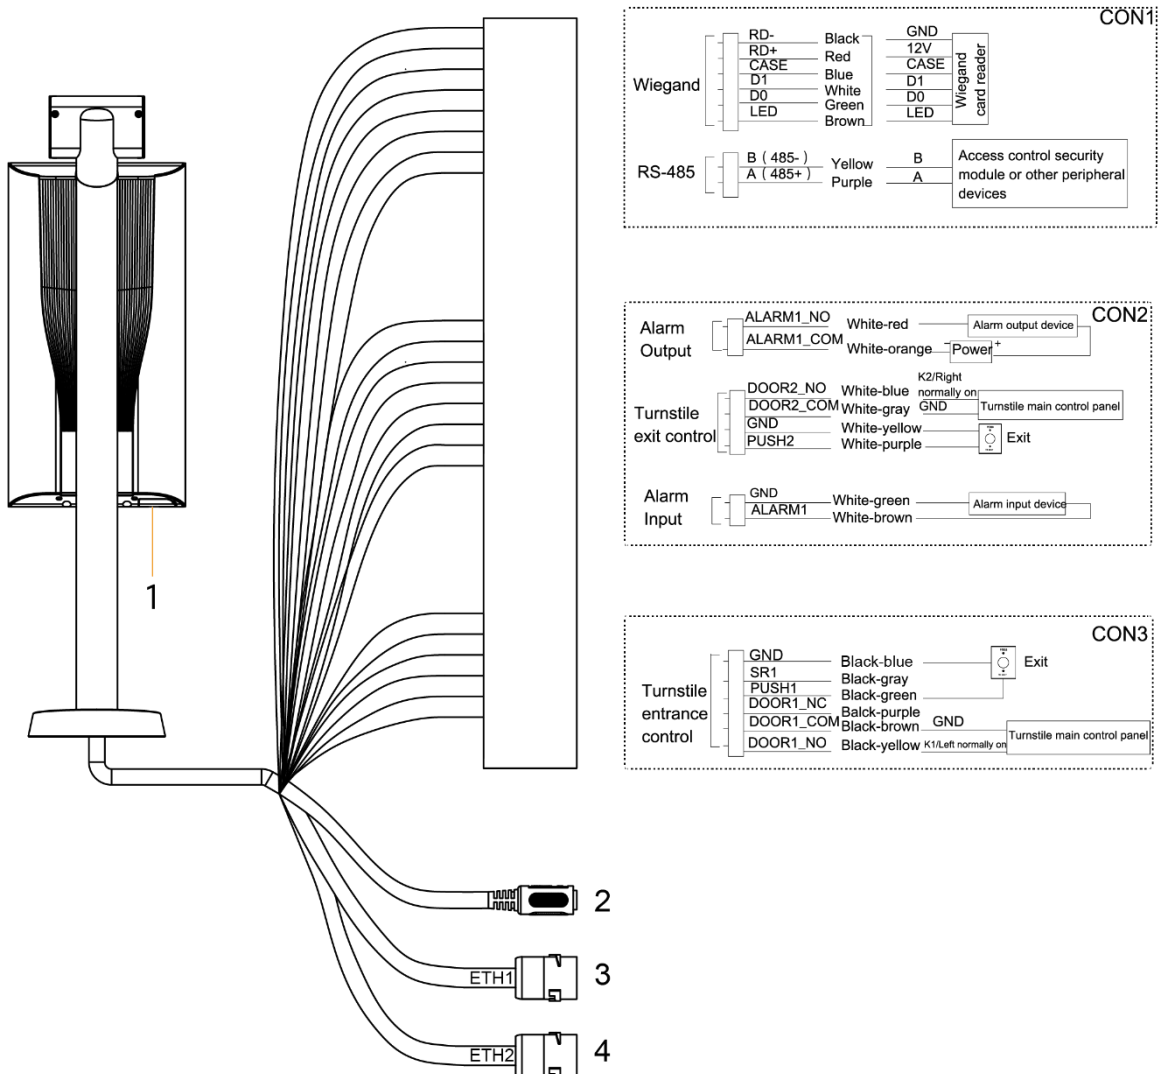 CON1
Wiegand
RD- Black GND
RD+ Red 12V
CASE Blue CASE
D1 White D1
D0 Green D0
LED Brown LED
Wiegand
card reader
RS-485
B ( 485- ) Yellow B
A ( 485+ ) Purple A
Access control security
module or other peripheral
devices
CON2
Alarm
Output
ALARM1_NO White-red Alarm output device
ALARM1_COM White-orange - Power +
Turnstile
exit control
DOOR2_NO White-blue K2/Right
normally on
DOOR2_COM White-gray GND Turnstile main control panel
GND White-yellow
PUSH2 White-purple
Exit
Alarm
Input
GND White-green Alarm input device
ALARM1 White-brown
CON3
Turnstile
entrance
control
GND Black-blue Exit
SR1 Black-gray
PUSH1 Black-green
DOOR1_NC Balck-purple
DOOR1_COM Black-brown GND
DOOR1_NO Black-yellow K1/Left normally on
Turnstile main control panel
1
2
ETH1 3
ETH2 4